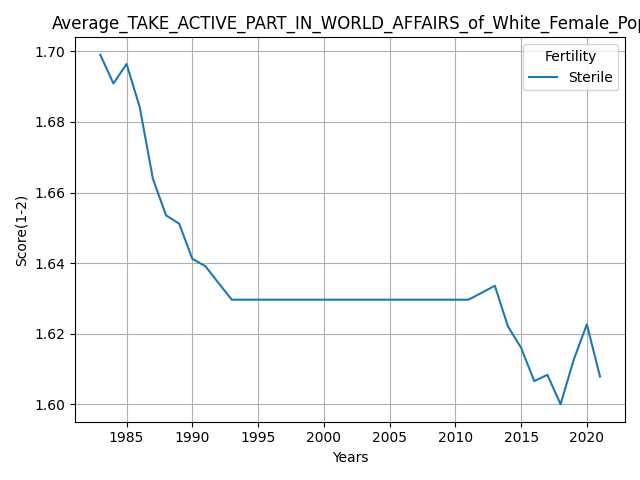 Average_TAKE_ACTIVE_PART_IN_WORLD_AFFAIRS_of_White_Female_Pop
Fertility
Sterile
Score(1-2)
1.70
1.68
1.66
1.64
1.62
1.60
1985 1990 1995 2000 2005 2010 2015 2020
Years